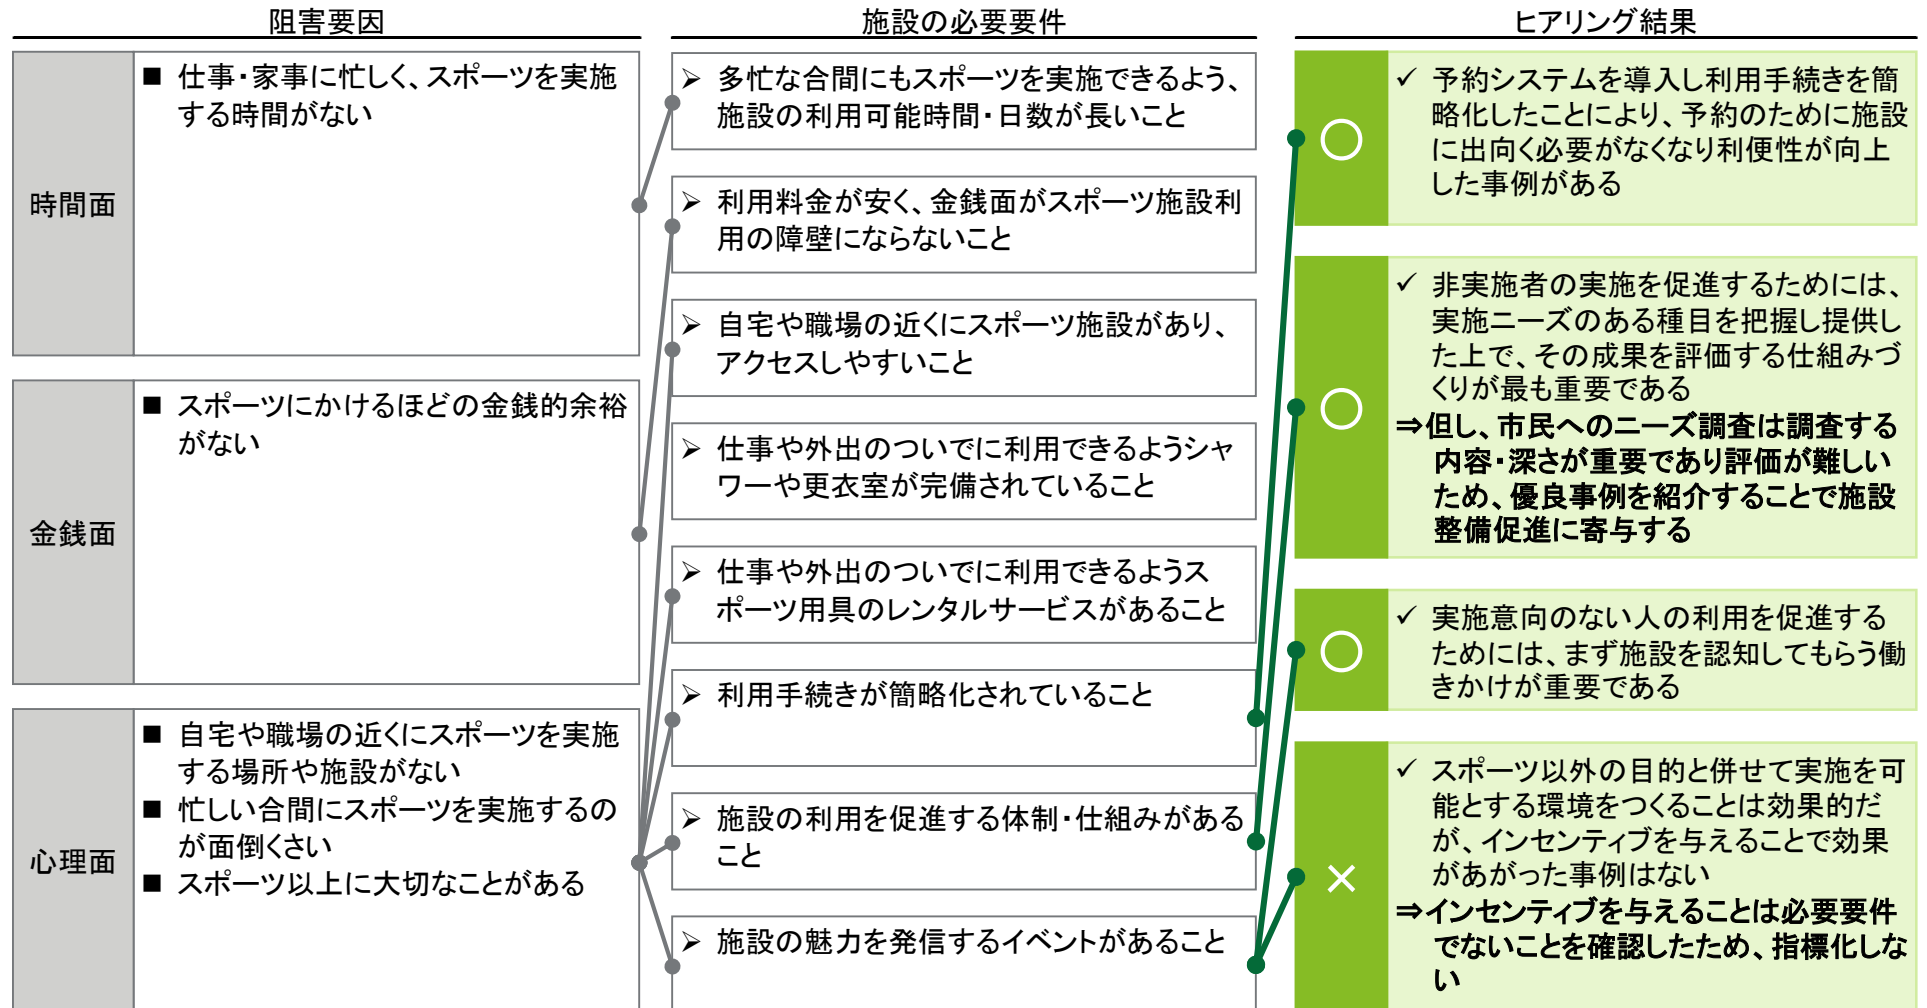 阻害要因
施設の必要要件
ヒアリング結果
時間面
■ 仕事・家事に忙しく、スポーツを実施
する時間がない
金銭面
■ スポーツにかけるほどの金銭的余裕
がない
心理面
■ 自宅や職場の近くにスポーツを実施
する場所や施設がない
■ 忙しい合間にスポーツを実施するの
が面倒くさい
■ スポーツ以上に大切なことがある
➢ 多忙な合間にもスポーツを実施できるよう、
施設の利用可能時間・日数が長いこと
➢ 利用料金が安く、金銭面がスポーツ施設利
用の障壁にならないこと
➢ 自宅や職場の近くにスポーツ施設があり、
アクセスしやすいこと
➢ 仕事や外出のついでに利用できるようシャ
ワーや更衣室が完備されていること
➢ 仕事や外出のついでに利用できるようス
ポーツ用具のレンタルサービスがあること
➢ 利用手続きが簡略化されていること
➢ 施設の利用を促進する体制・仕組みがある
こと
➢ 施設の魅力を発信するイベントがあること
○
✓ 予約システムを導入し利用手続きを簡
略化したことにより、予約のために施設
に出向く必要がなくなり利便性が向上
した事例がある
○
✓ 非実施者の実施を促進するためには、
実施ニーズのある種目を把握し提供し
た上で、その成果を評価する仕組みづ
くりが最も重要である
⇒但し、市民へのニーズ調査は調査する
内容・深さが重要であり評価が難しい
ため、優良事例を紹介することで施設
整備促進に寄与する
○
✓ 実施意向のない人の利用を促進する
ためには、まず施設を認知してもらう働
きかけが重要である
×
✓ スポーツ以外の目的と併せて実施を可
能とする環境をつくることは効果的だ
が、インセンティブを与えることで効果
があがった事例はない
⇒インセンティブを与えることは必要要件
でないことを確認したため、指標化しな
い